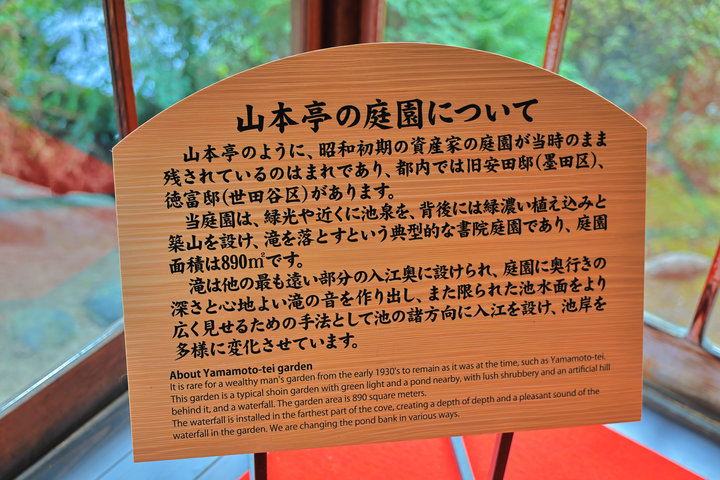 山本亭の庭園について
山本亭のように、昭和初期の資産家の庭園が当時のまま
残されているのはまれであり、都内では旧安田邸(墨田区)、
徳富邸(世田谷区)があります。
当庭園は、緑光や近くに池泉を、背後には緑濃い植え込みと
築山を設け、滝を落とすという典型的な書院庭園であり、庭園
面積は890㎡です。
滝は他の最も遠い部分の入江奥に設けられ、庭園に奥行きの
深さと心地よい滝の音を作り出し、また限られた池水面をより
広く見せるための手法として池の諸方向に入江を設け、池岸を
多様に変化させています。
About Yamamoto-tei garden
It is rare for a wealthy man's garden from the early 1930's to remain as it was at the time, such as Yamamoto-tei.
This garden is a typical shoin garden with green light and a pond nearby, with lush shrubbery and an artificial hill
behind it, and a waterfall. The garden area is 890 square meters.
The waterfall is installed in the farthest part of the cove, creating a depth of depth and a pleasant sound of the
waterfall in the garden. We are changing the pond bank in various ways.